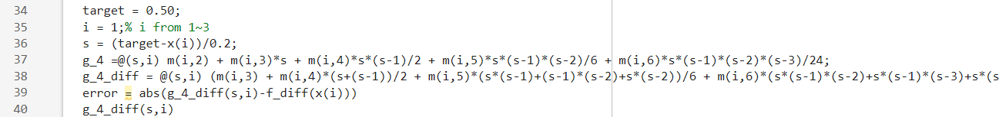 34 target = 0.50;
35 i = 1;% i from 1~3
36 s = (target-x(i))/0.2;
37 g_4 =@(s,i) m(i,2) + m(i,3)*s + m(i,4)*s*(s-1)/2 + m(i,5)*s*(s-1)*(s-2)/6 + m(i,6)*s*(s-1)*(s-2)*(s-3)/24;
38 g_4_diff = @(s,i) (m(i,3) + m(i,4)*(s+(s-1))/2 + m(i,5)*(s*(s-1)+(s-1)*(s-2)+s*(s-2))/6 + m(i,6)*(s*(s-1)*(s-2)+s*(s-1)*(s-3)+s*(s
39 error = abs(g_4_diff(s,i)-f_diff(x(i)))
40 g_4_diff(s,i)